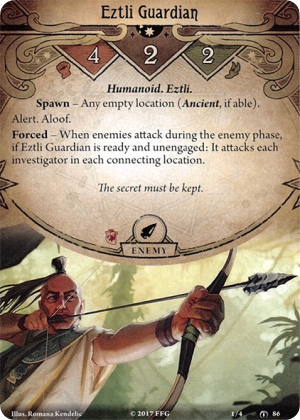 Eztli Guardian
4 2 2
Humanoid. Eztli.
Spawn – Any empty location (Ancient, if able).
Alert. Aloof.
Forced – When enemies attack during the enemy phase,
if Eztli Guardian is ready and unengaged: It attacks each
investigator in each connecting location.
The secret must be kept.
ENEMY
Illus. Romana Kendelic © 2017 FFG 1/4 86